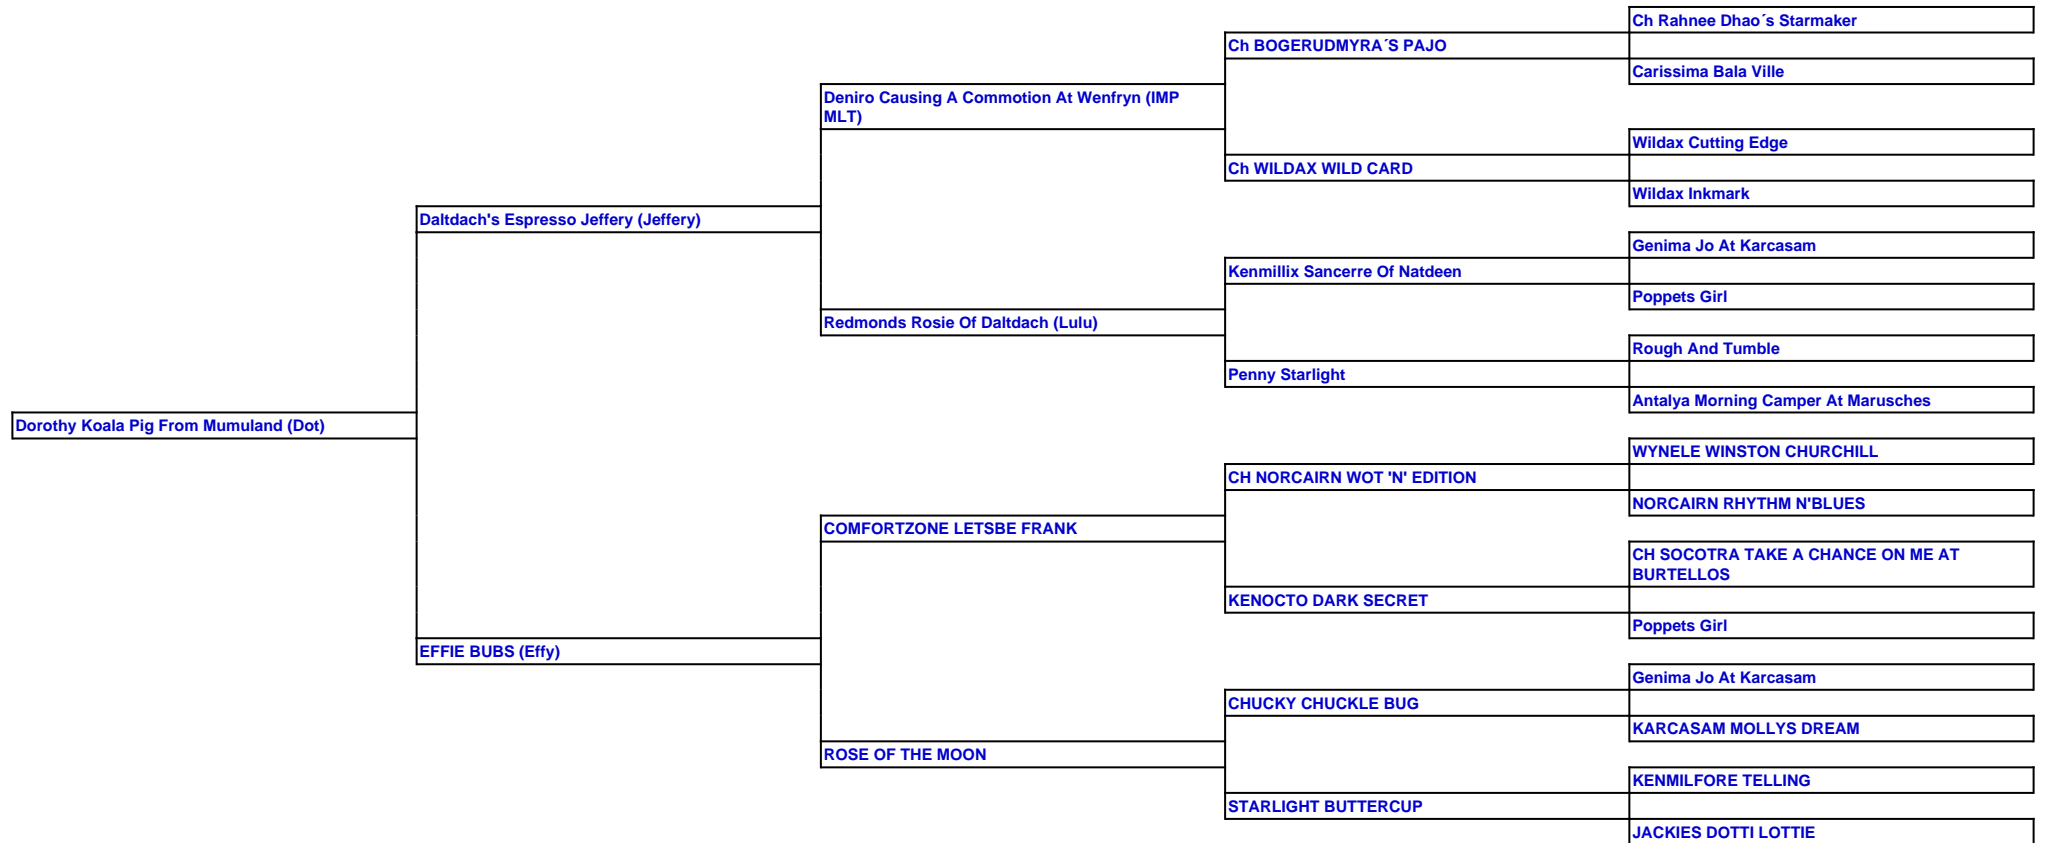 Ch Rahnee Dhao´s Starmaker
Ch BOGERUDMYRA´S PAJO
Carissima Bala Ville
Deniro Causing A Commotion At Wenfryn (IMP
MLT)
Wildax Cutting Edge
Ch WILDAX WILD CARD
Wildax Inkmark
Daltdach's Espresso Jeffery (Jeffery)
Genima Jo At Karcasam
Kenmillix Sancerre Of Natdeen
Poppets Girl
Redmonds Rosie Of Daltdach (Lulu)
Rough And Tumble
Penny Starlight
Antalya Morning Camper At Marusches
Dorothy Koala Pig From Mumuland (Dot)
WYNELE WINSTON CHURCHILL
CH NORCAIRN WOT 'N' EDITION
NORCAIRN RHYTHM N'BLUES
COMFORTZONE LETSBE FRANK
CH SOCOTRA TAKE A CHANCE ON ME AT
BURTELLOS
KENOCTO DARK SECRET
Poppets Girl
EFFIE BUBS (Effy)
Genima Jo At Karcasam
CHUCKY CHUCKLE BUG
KARCASAM MOLLYS DREAM
ROSE OF THE MOON
KENMILFORE TELLING
STARLIGHT BUTTERCUP
JACKIES DOTTI LOTTIE